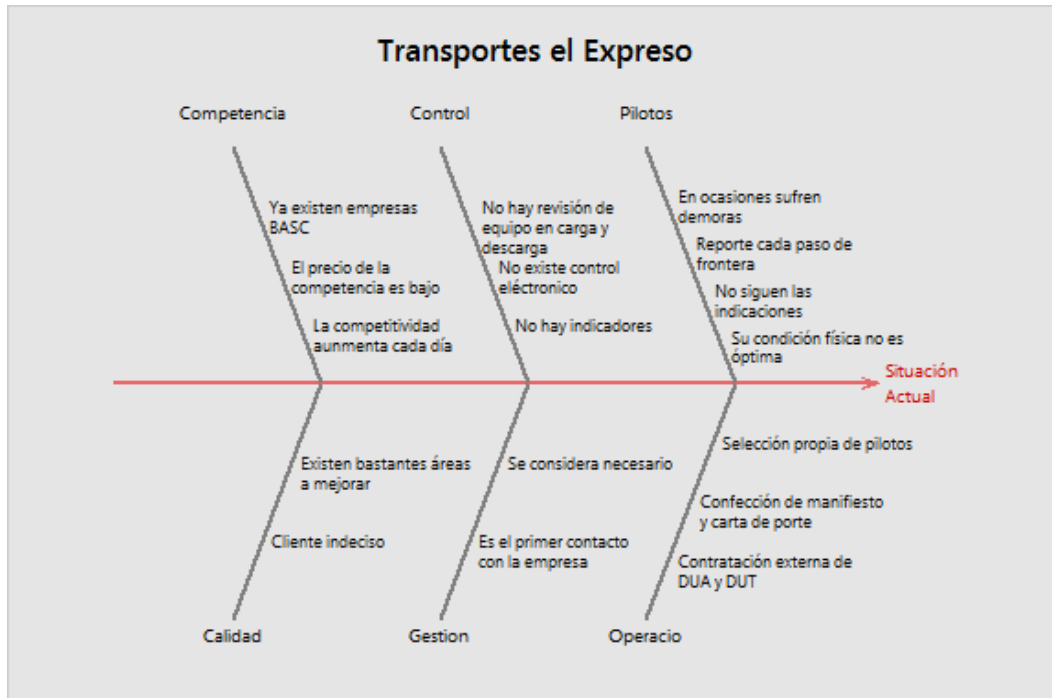 Transportes el Expreso
Competencia
Control
Pilotos
Ya existen empresas
BASC
El precio de la
competencia es bajo
La competitividad
aunmenta cada día
No hay revisión de
equipo en carga y
descarga
No existe control
eléctronico
No hay indicadores
En ocasiones sufren
demoras
Reporte cada paso de
frontera
No siguen las
indicaciones
Su condición física no es
óptima
Situación
Actual
Existen bastantes áreas
a mejorar
Cliente indeciso
Se considera necesario
Es el primer contacto
con la empresa
Selección propia de pilotos
Confección de manifiesto
y carta de porte
Contratación externa de
DUA y DUT
Calidad
Gestion
Operacio